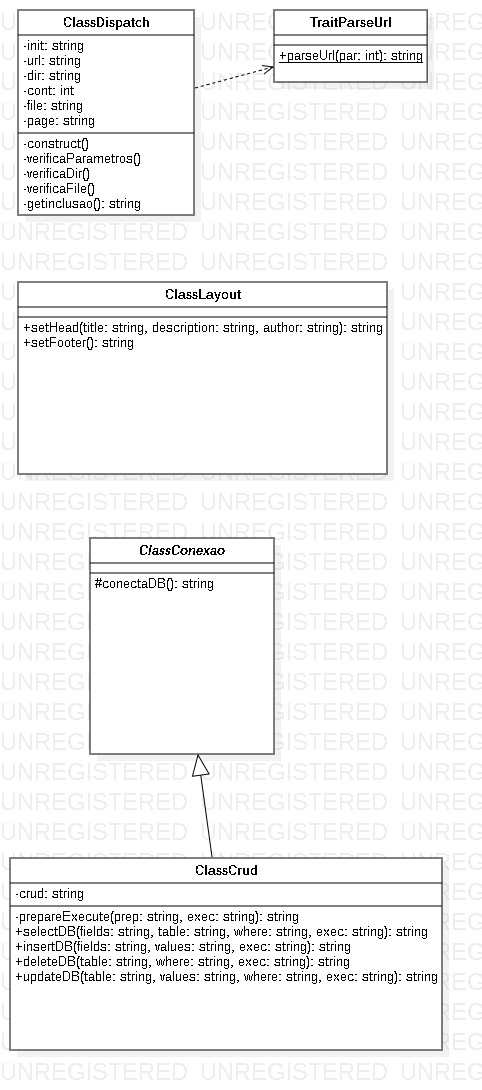 ClassDispatch
-init: string
-url: string
-dir: string
-cont: int
-file: string
-page: string
-construct()
-verificaParametros()
-verificaDir()
-verificaFile()
-getinclusao(): string
TraitParseUrl
+parseUrl(par: int): string
ClassLayout
+setHead(title: string, description: string, author: string): string
+setFooter(): string
ClassConexao
#conectaDB(): string
ClassCrud
-crud: string
-prepareExecute(prep: string, exec: string): string
+selectDB(fields: string, table: string, where: string, exec: string): string
+insertDB(fields: string, values: string, exec: string): string
+deleteDB(table: string, where: string, exec: string): string
+updateDB(table: string, values: string, where: string, exec: string): string
UNREGISTERED